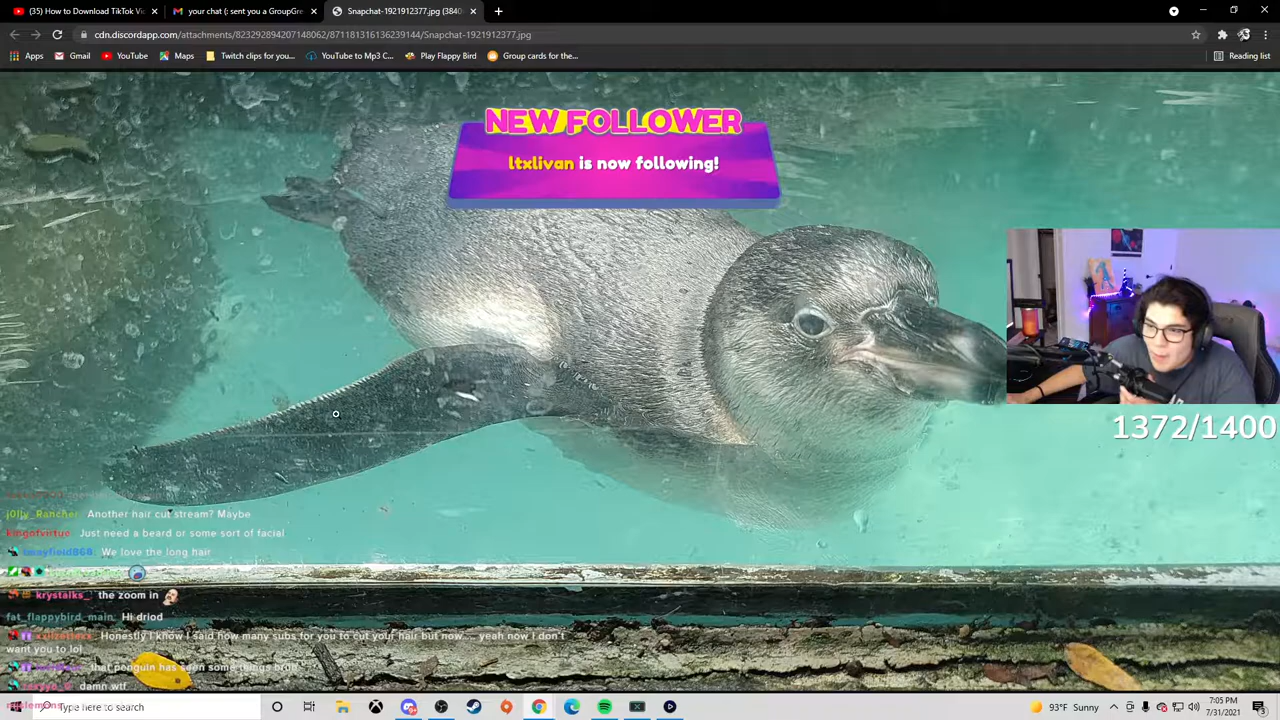 (35) How to Download TikTok Vi
your chat (: sent you a GroupGre
Snapchat-1921912377.jpg (3840
cdn.discordapp.com/attachments/823292894207148062/871181316136239144/Snapchat-1921912377.jpg
Apps
Gmail
YouTube
Maps
Twitch clips for you...
YouTube to Mp3 C...
Play Flappy Bird
Group cards for the...
Reading list
NEW FOLLOWER
ltxlivan is now following!
1372/1400
j0lly_Rancher: Another hair cut stream? Maybe
kingofvirtue: Just need a beard or some sort of facial
We love the long hair
krystalks_: the zoom in
fat_flappybird_main: Hi driod
Honestly I know I said how many subs for you to cut your hair but now.... yeah now I don't
want you to lol
that penguin has seen some things bruh
damn wtf
Type here to search
93°F Sunny
7:05 PM
7/31/2021